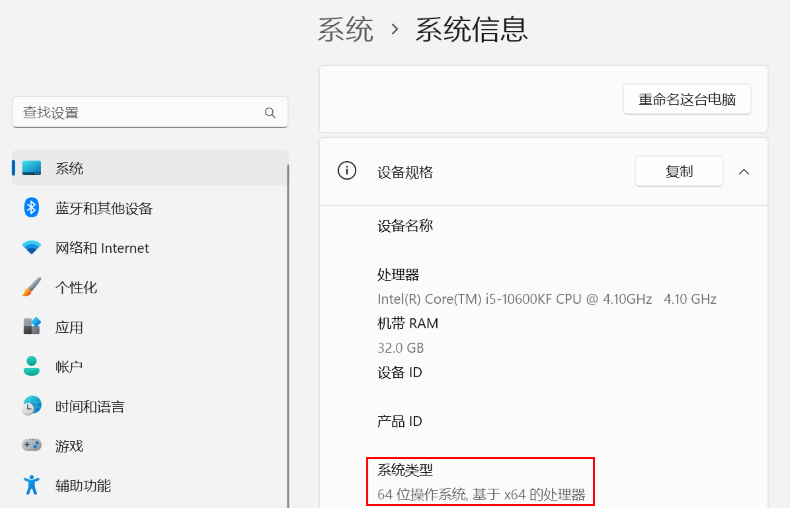 系统 › 系统信息
查找设置
重命名这台电脑
系统
蓝牙和其他设备
网络和 Internet
个性化
应用
帐户
时间和语言
游戏
辅助功能
设备规格
复制
设备名称
处理器
Intel(R) Core(TM) i5-10600KF CPU @ 4.10GHz 4.10 GHz
机带 RAM
32.0 GB
设备 ID
产品 ID
系统类型
64 位操作系统, 基于 x64 的处理器